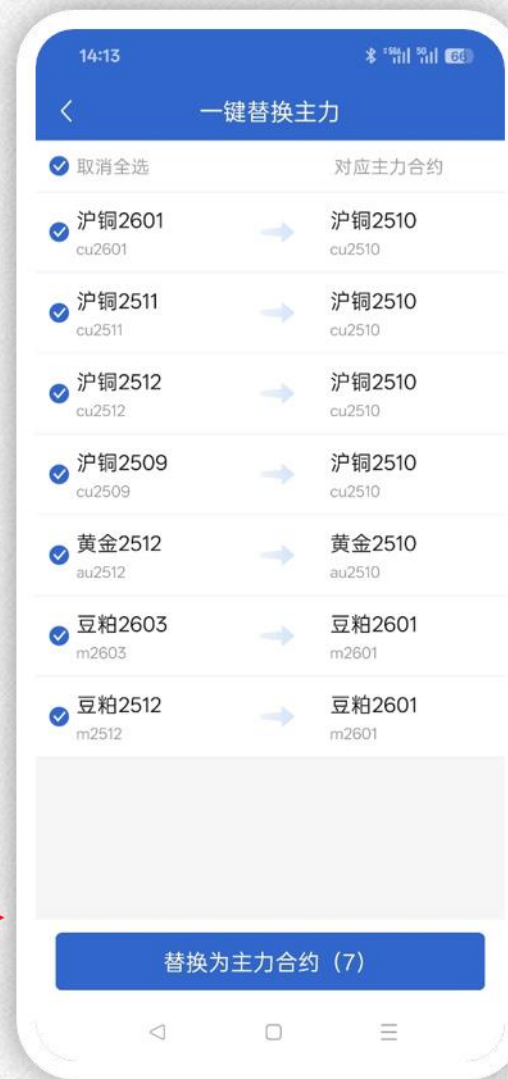 14:13
66
一键替换主力
取消全选 对应主力合约
沪铜2601 沪铜2510
cu2601 cu2510
沪铜2511 沪铜2510
cu2511 cu2510
沪铜2512 沪铜2510
cu2512 cu2510
沪铜2509 沪铜2510
cu2509 cu2510
黄金2512 黄金2510
au2512 au2510
豆粕2603 豆粕2601
m2603 m2601
豆粕2512 豆粕2601
m2512 m2601
替换为主力合约（7）